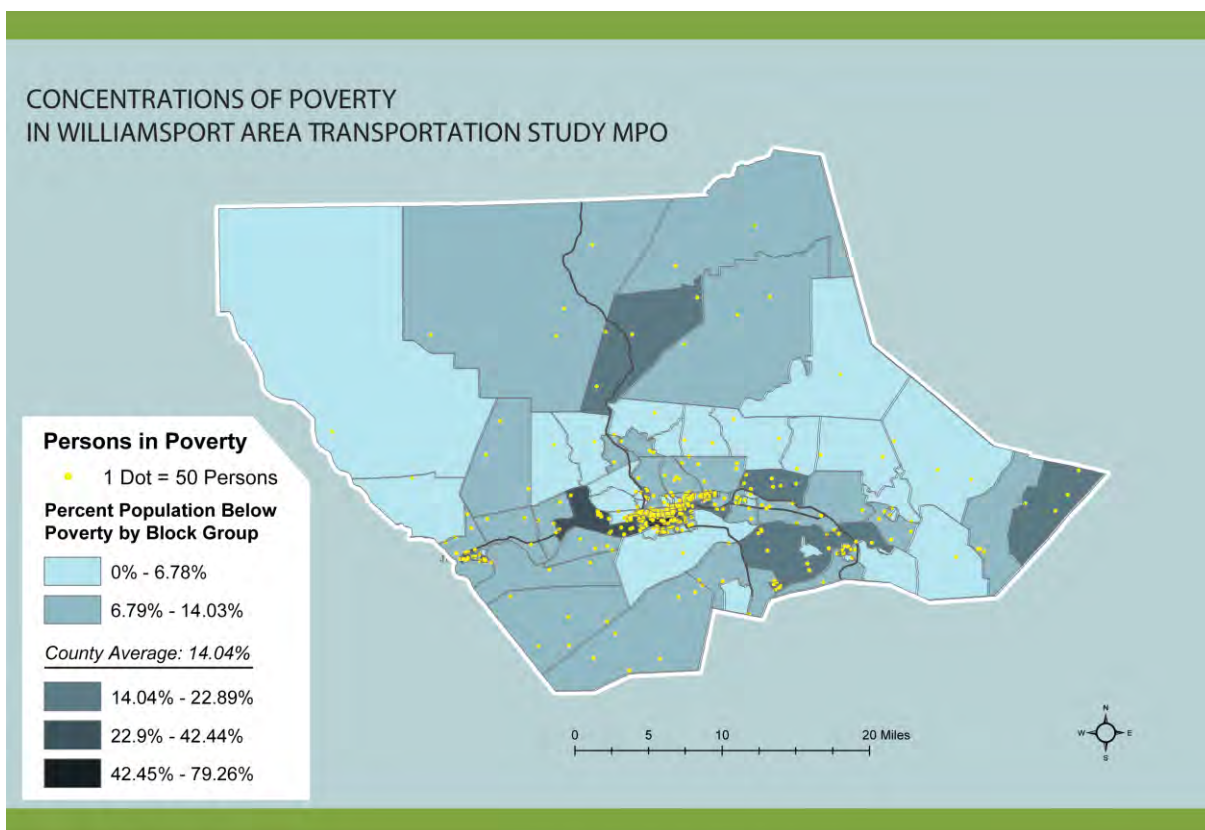 CONCENTRATIONS OF POVERTY
IN WILLIAMSPORT AREA TRANSPORTATION STUDY MPO
Persons in Poverty
1 Dot = 50 Persons
Percent Population Below
Poverty by Block Group
0% - 6.78%
6.79% - 14.03%
County Average: 14.04%
14.04% - 22.89%
22.9% - 42.44%
42.45% - 79.26%
0 5 10 20 Miles
N
W E
S